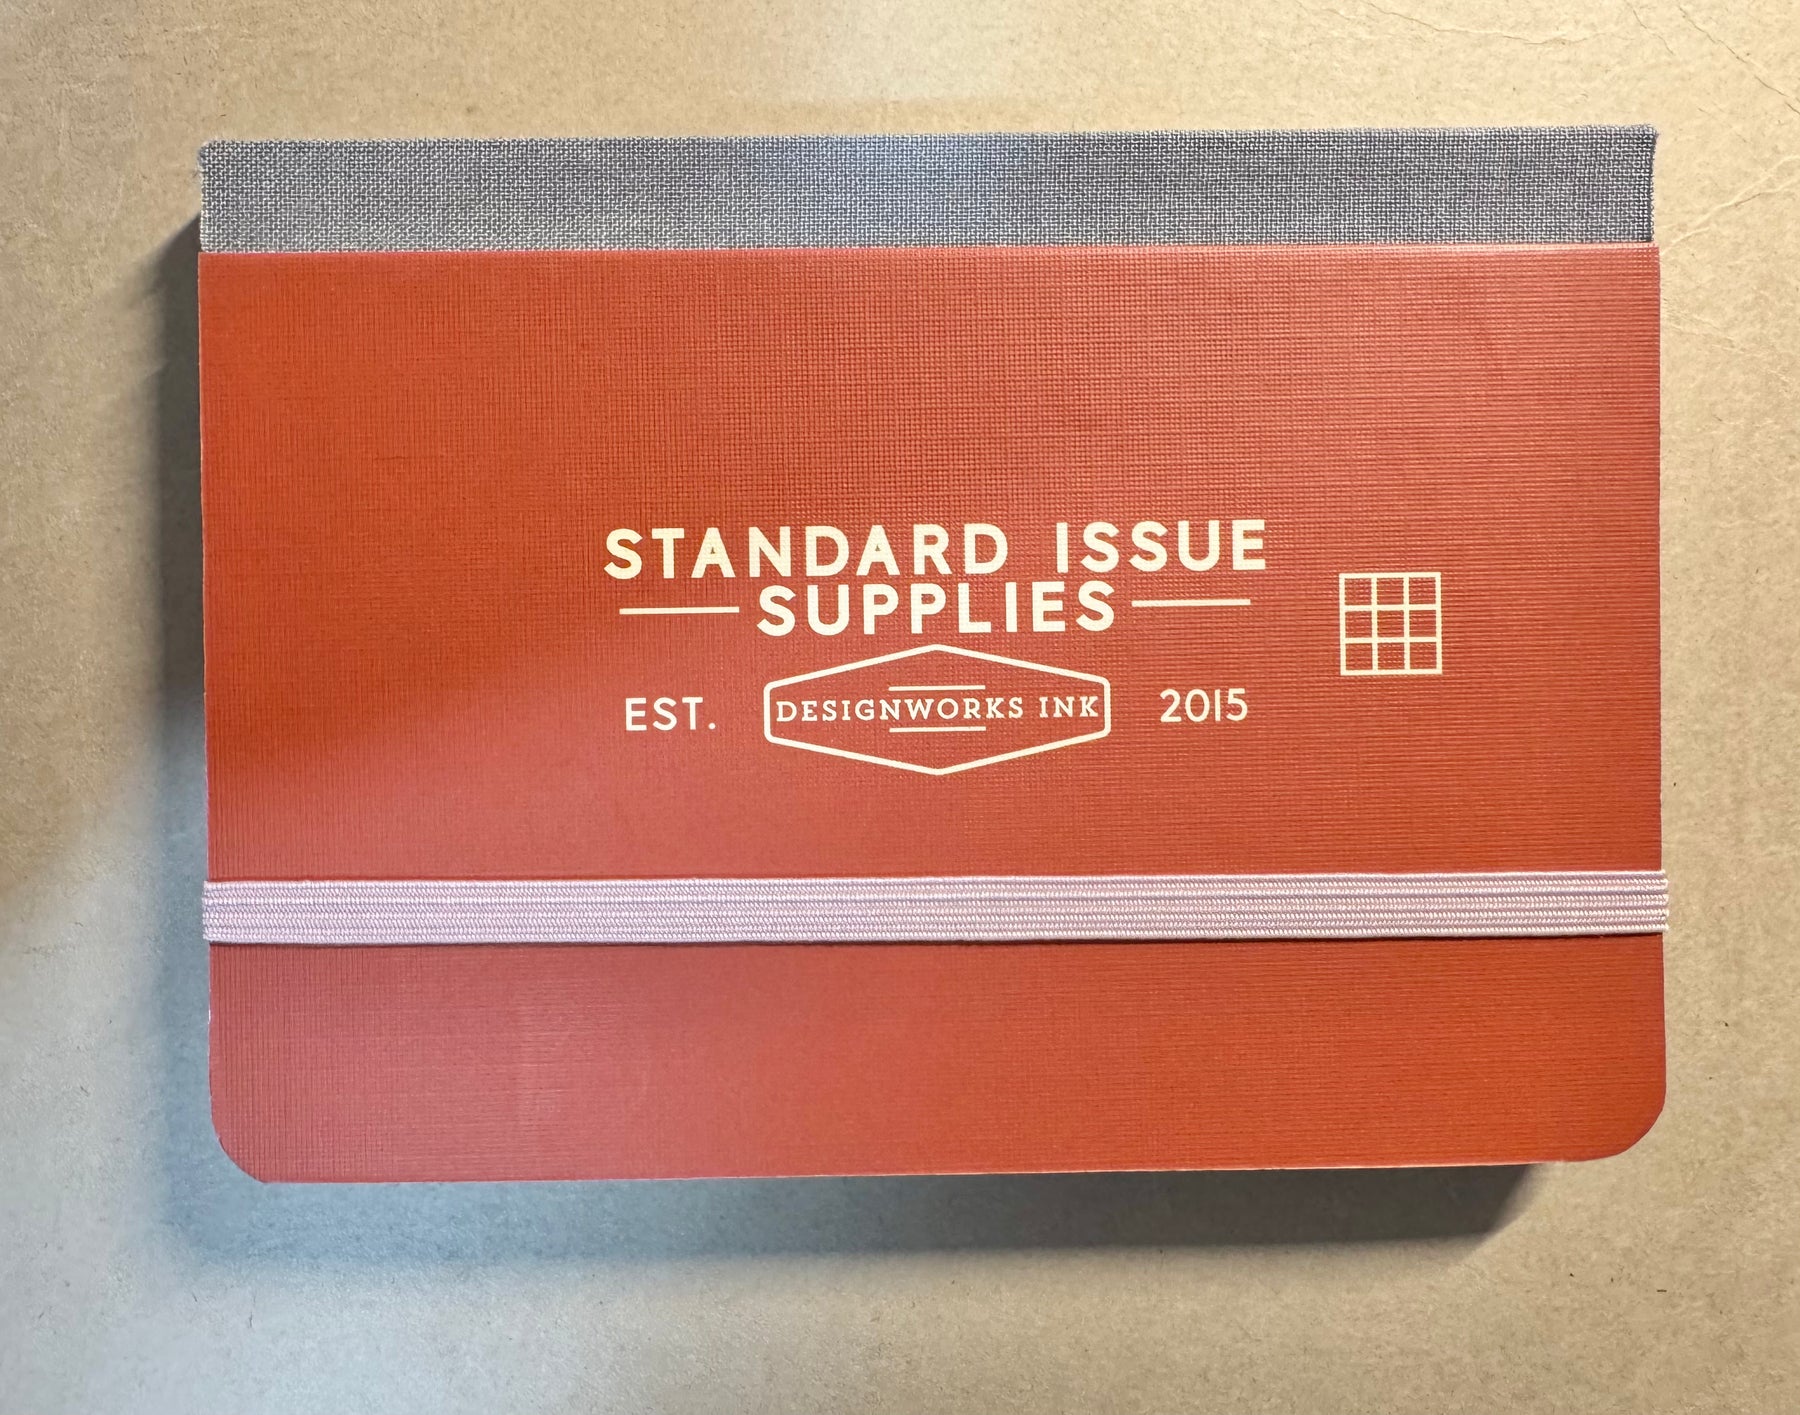 STANDARD ISSUE
SUPPLIES
EST. DESIGNWORKS INK 2015